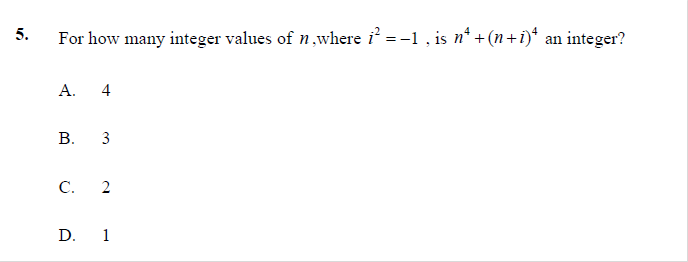 5. For how many integer values of n,where i² = −1 , is n⁴ + (n + i)⁴ an integer?
A. 4
B. 3
C. 2
D. 1